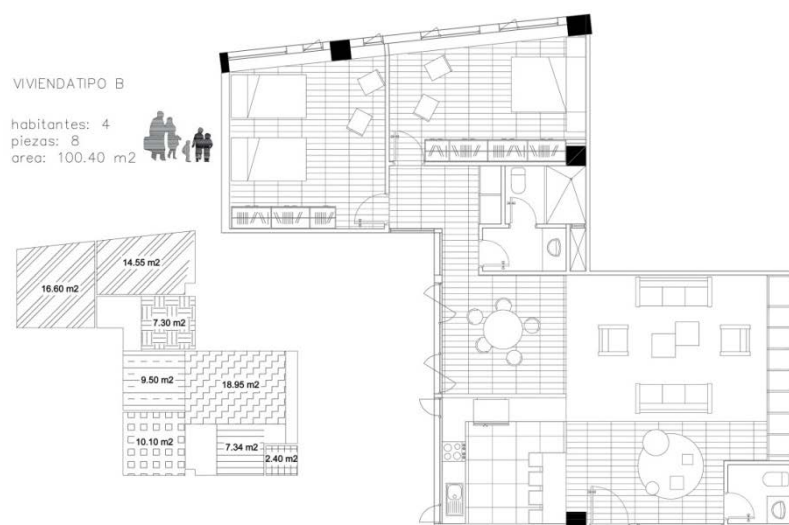 VIVIENDATIPO B
habitantes: 4
piezas: 8
area: 100.40 m2
14.55 m2
16.60 m2
7.30 m2
9.50 m2
18.95 m2
10.10 m2
7.34 m2
2.40 m2